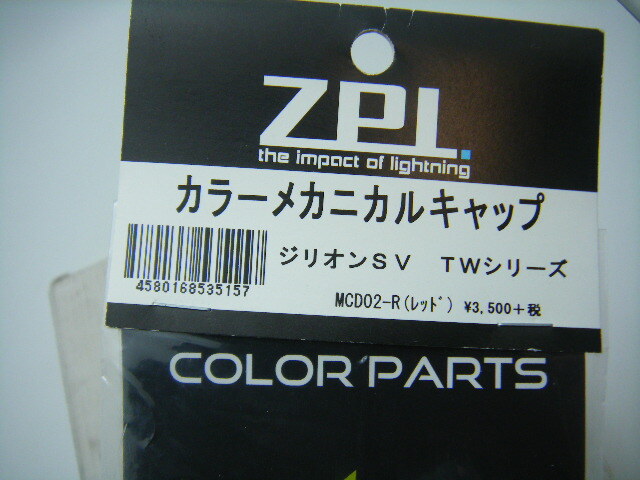 ZPI.
the impact of lightning
カラーメカニカルキャップ
ジリオンSV TWシリーズ
4580168535157
MCD02-R(レッド) ¥3,500+税
COLOR PARTS